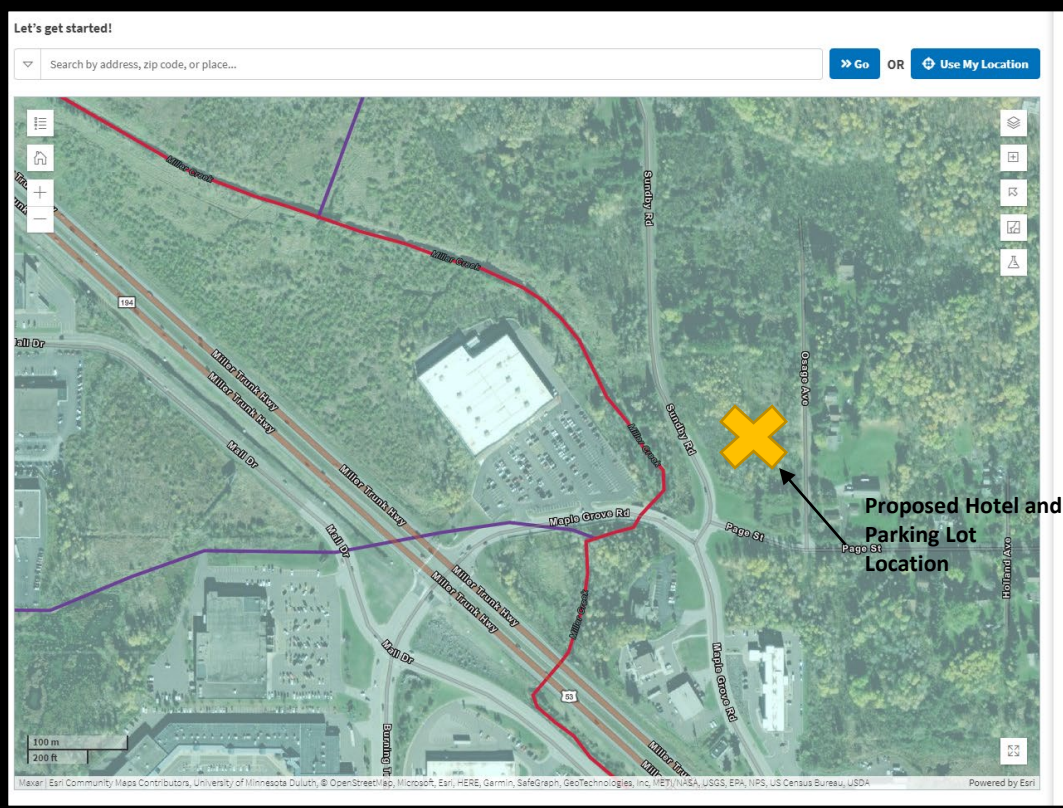 Let's get started!
Search by address, zip code, or place...
Go
OR
Use My Location
Miller Creek
Sundby Rd
Miller Creek
194
Mall Dr
Osage Ave
Miller Trunk Hwy
Miller Trunk Hwy
Sundby Rd
Miller Creek
Mall Dr
Miller Trunk Hwy
Proposed Hotel and
Parking Lot
Location
Maple Grove Rd
Page St
Page St
Mall Dr
Holland Ave
Miller Trunk Hwy
Miller Trunk Hwy
Miller Creek
Mall Dr
Maple Grove Rd
53
100 m
200 ft
Maxar | Esri Community Maps Contributors, University of Minnesota Duluth, © OpenStreetMap, Microsoft, Esri, HERE, Garmin, SafeGraph, GeoTechnologies, Inc, METI/NASA, USGS, EPA, NPS, US Census Bureau, USDA
Powered by Esri